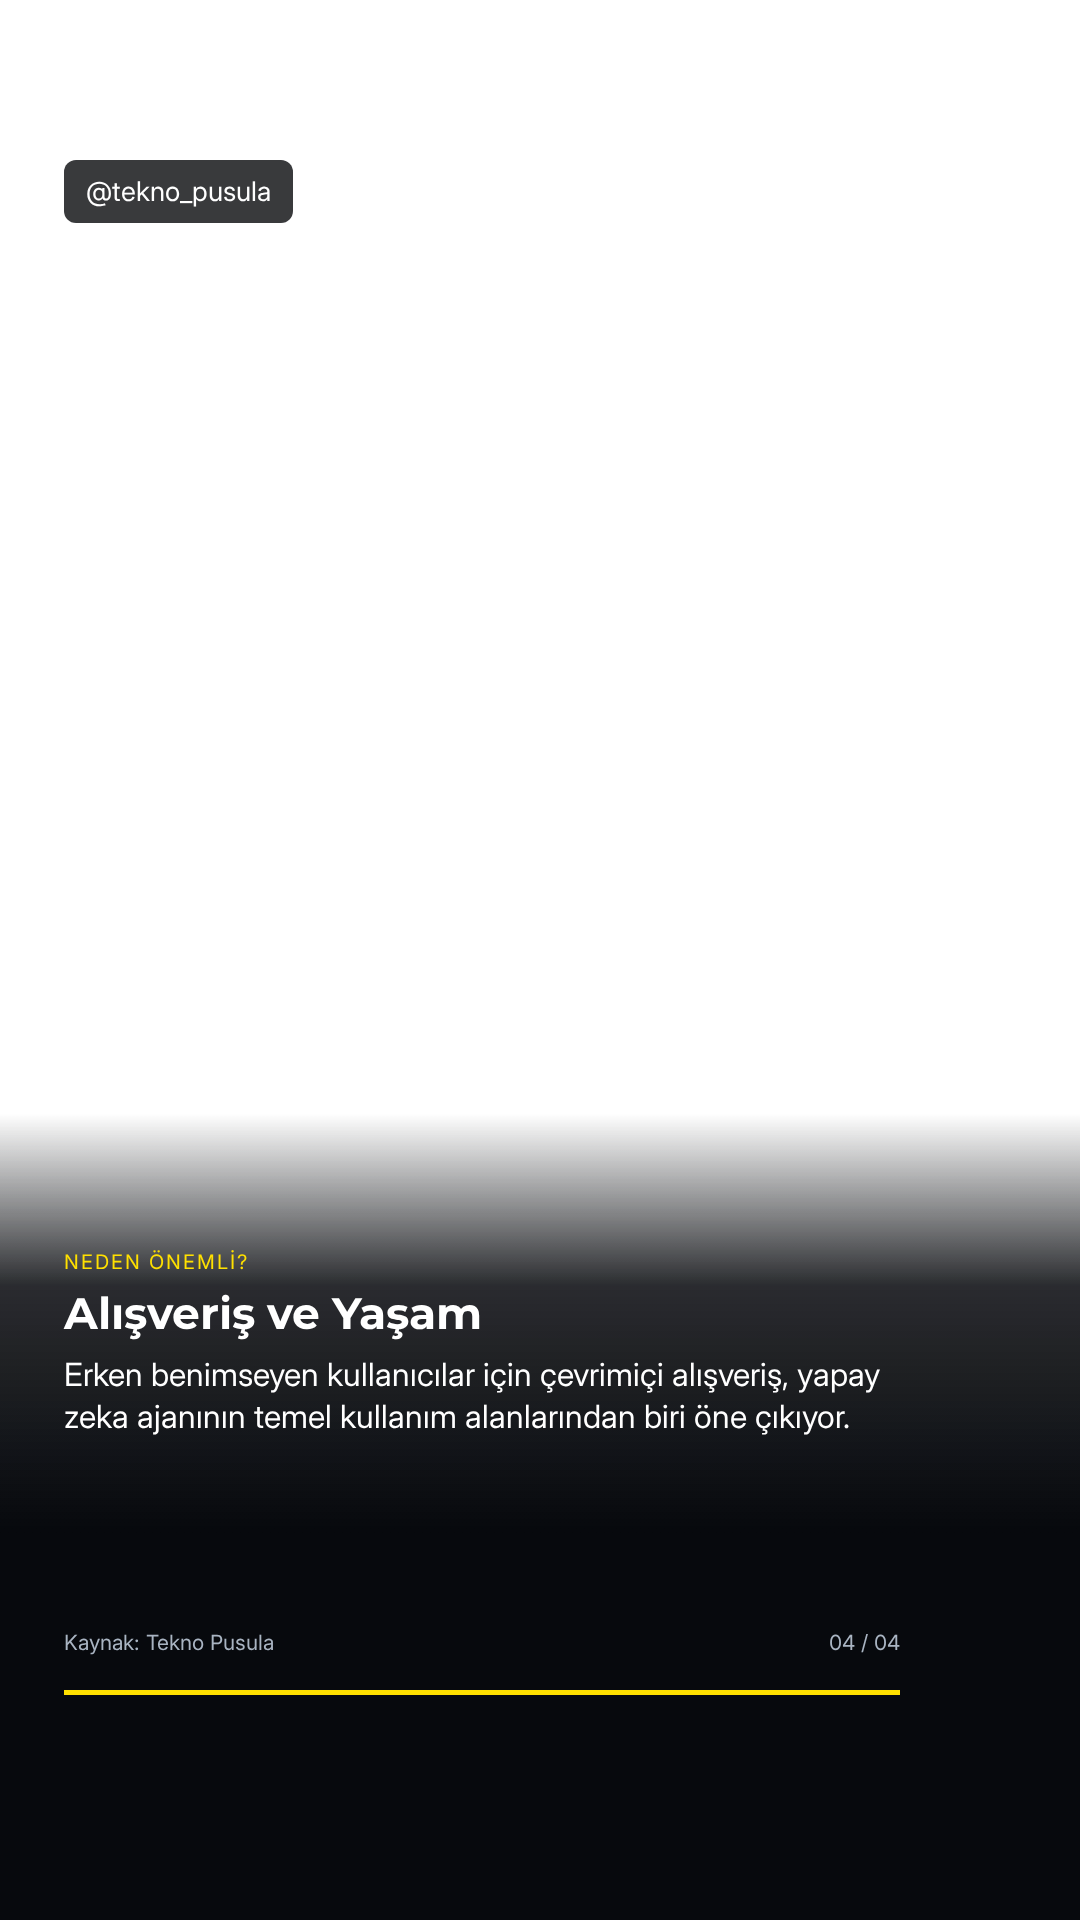 @tekno_pusula
NEDEN ÖNEMLİ?
Alışveriş ve Yaşam
Erken benimseyen kullanıcılar için çevrimiçi alışveriş, yapay
zeka ajanının temel kullanım alanlarından biri öne çıkıyor.
Kaynak: Tekno Pusula
04 / 04